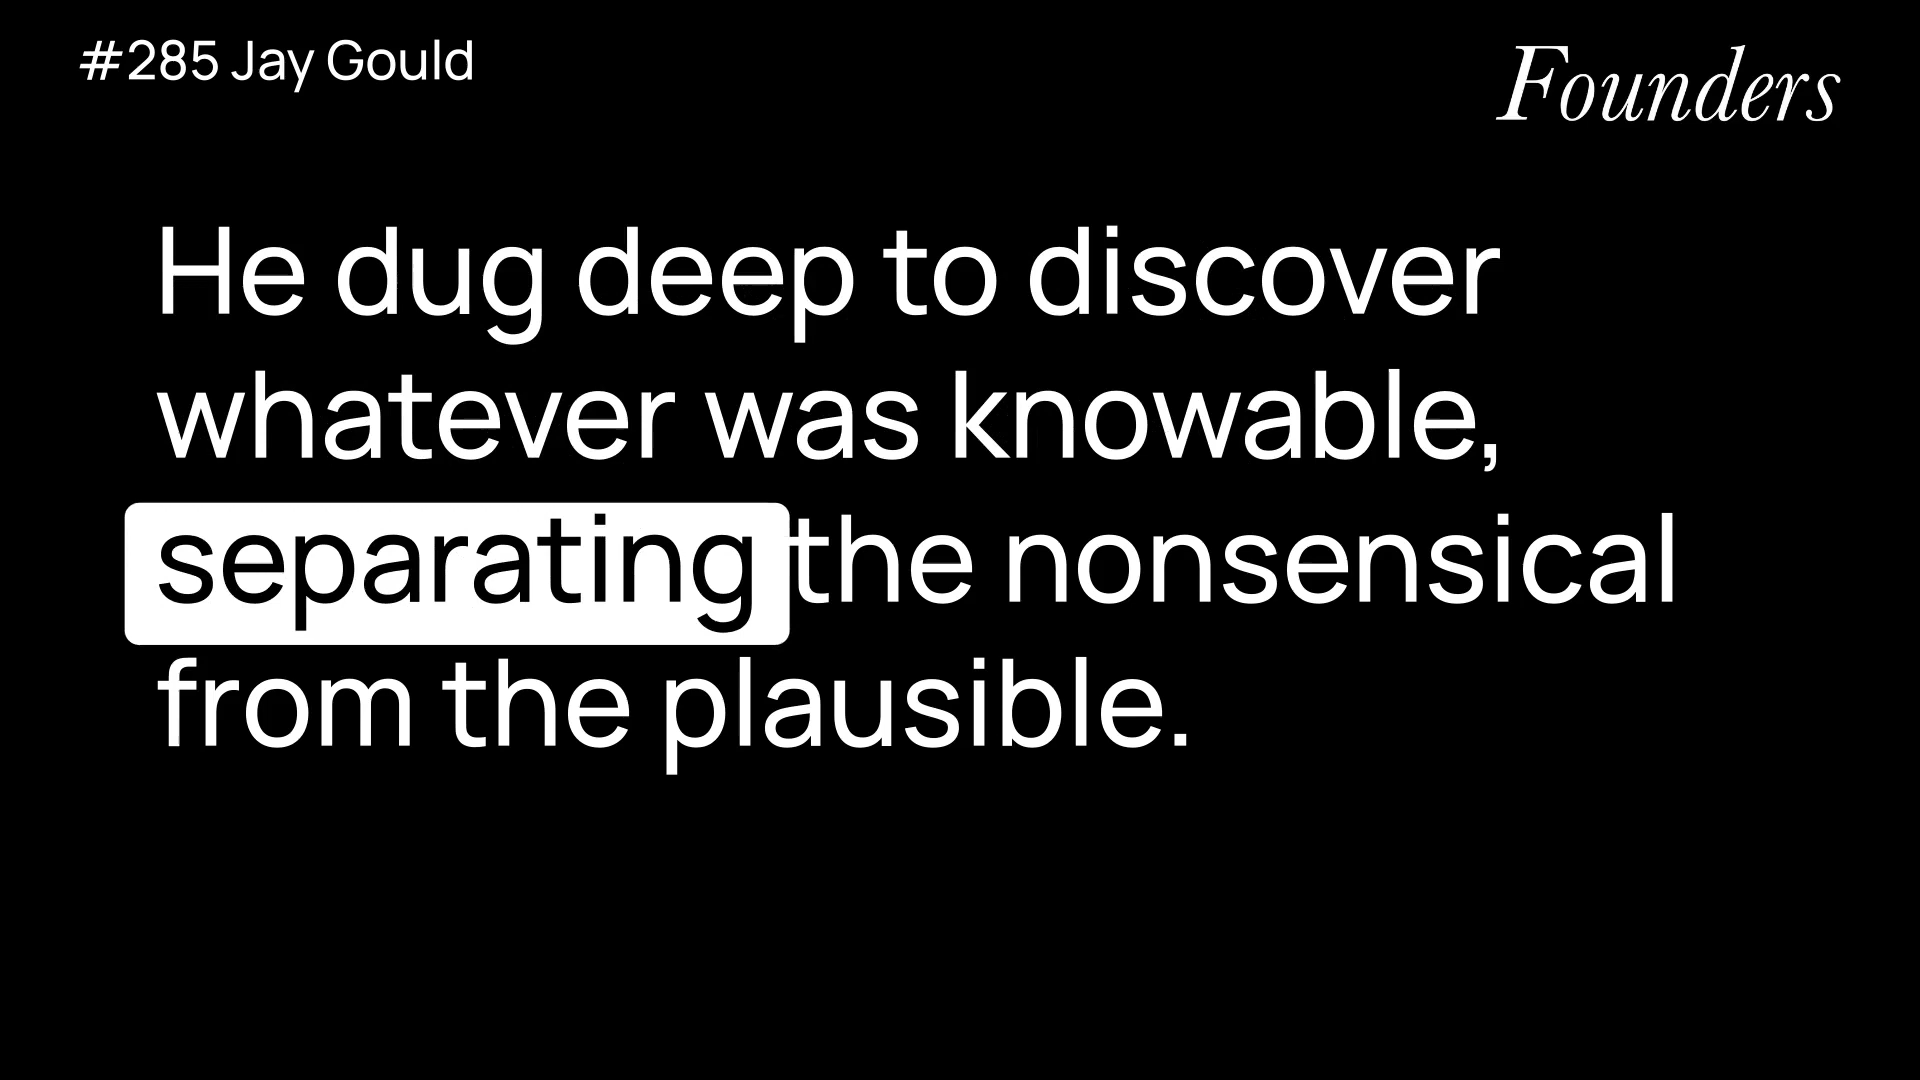 #285 Jay Gould
Founders
He dug deep to discover
whatever was knowable,
separating the nonsensical
from the plausible.